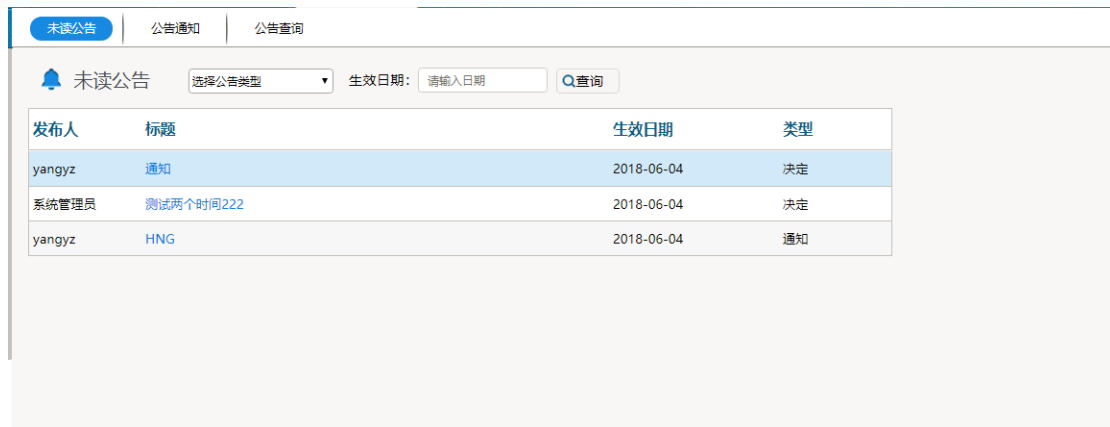 未读公告 公告通知 公告查询
未读公告 选择公告类型 生效日期： 请输入日期 查询
发布人 标题 生效日期 类型
yangyz 通知 2018-06-04 决定
系统管理员 测试两个时间222 2018-06-04 决定
yangyz HNG 2018-06-04 通知